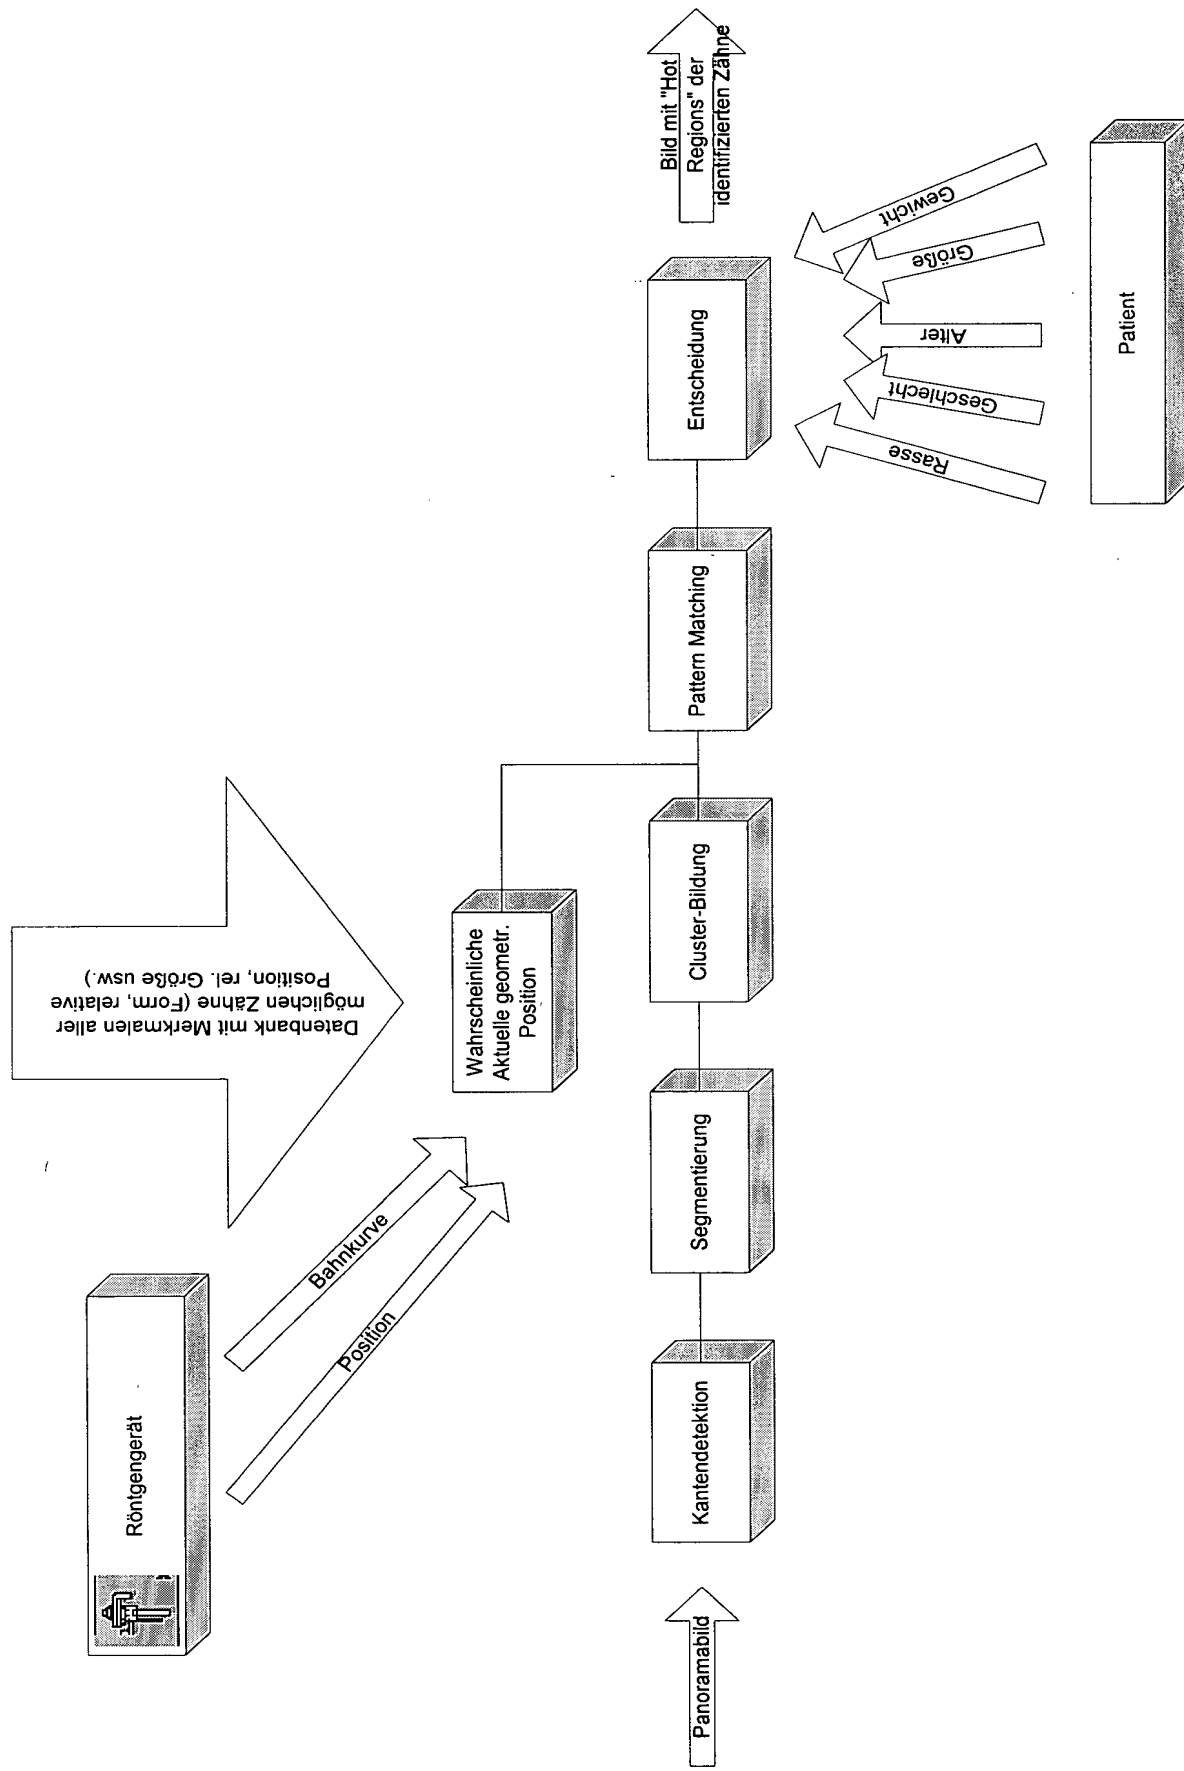 Röntgengerät
Bahnkurve
Position
Datenbank mit Merkmalen aller
möglichen Zähne (Form, relative
Position, rel. Größe usw.)
Wahrscheinliche
Aktuelle geometr.
Position
Panoramabild
Kantendetektion
Segmentierung
Cluster-Bildung
Pattern Matching
Entscheidung
Bild mit "Hot
Regions" der
identifizierten Zähne
Rasse
Geschlecht
Alter
Größe
Gewicht
Patient